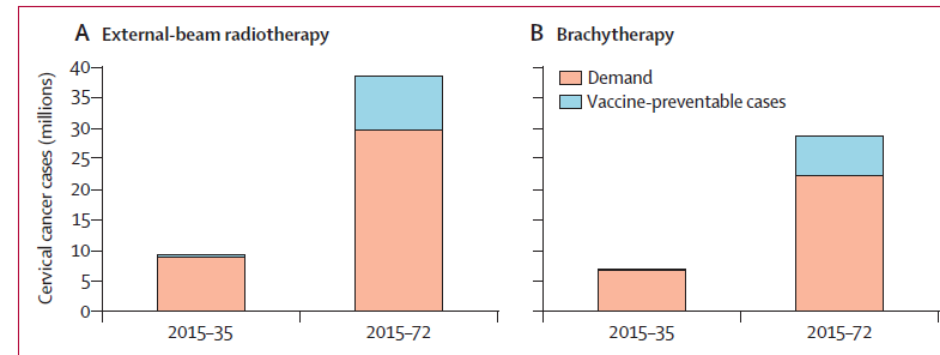 A External-beam radiotherapy
Cervical cancer cases (millions)
40
35
30
25
20
15
10
5
0
2015–35
2015–72
B Brachytherapy
Demand
Vaccine-preventable cases
2015–35
2015–72